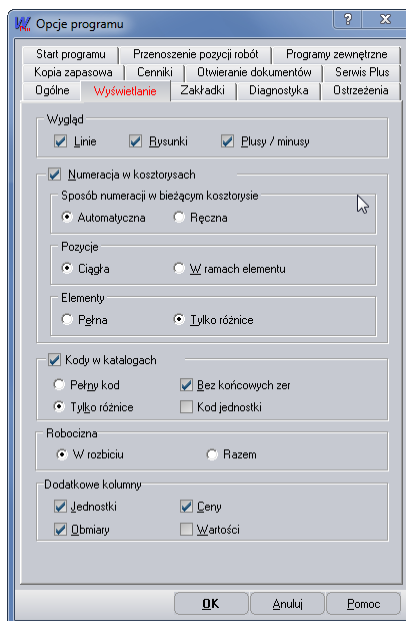 Opcje programu
Start programu Przenoszenie pozycji robót Programy zewnętrzne
Kopia zapasowa Cenniki Otwieranie dokumentów Serwis Plus
Ogólne Wyświetlanie Zakładki Diagnostyka Ostrzeżenia
Wygląd
Linie Rysunki Plusy / minusy
Numeracja w kosztorysach
Sposób numeracji w bieżącym kosztorysie
Automatyczna Ręczna
Pozycje
Ciągła W ramach elementu
Elementy
Pełna Tylko różnice
Kody w katalogach
Pełny kod Bez końcowych zer
Tylko różnice Kod jednostki
Robocizna
W rozbiciu Razem
Dodatkowe kolumny
Jednostki Ceny
Obmiary Wartości
OK Anuluj Pomoc